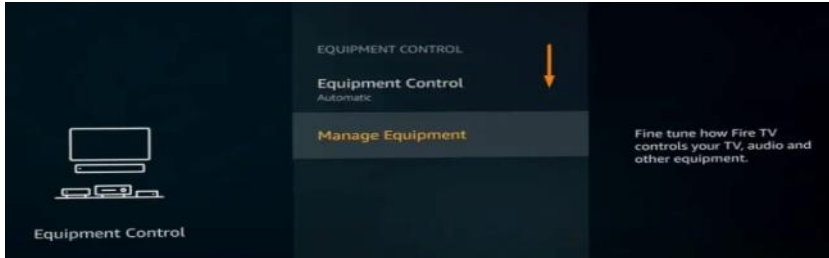 EQUIPMENT CONTROL
Equipment Control
Automatic
Manage Equipment
Fine tune how Fire TV
controls your TV, audio and
other equipment.
Equipment Control